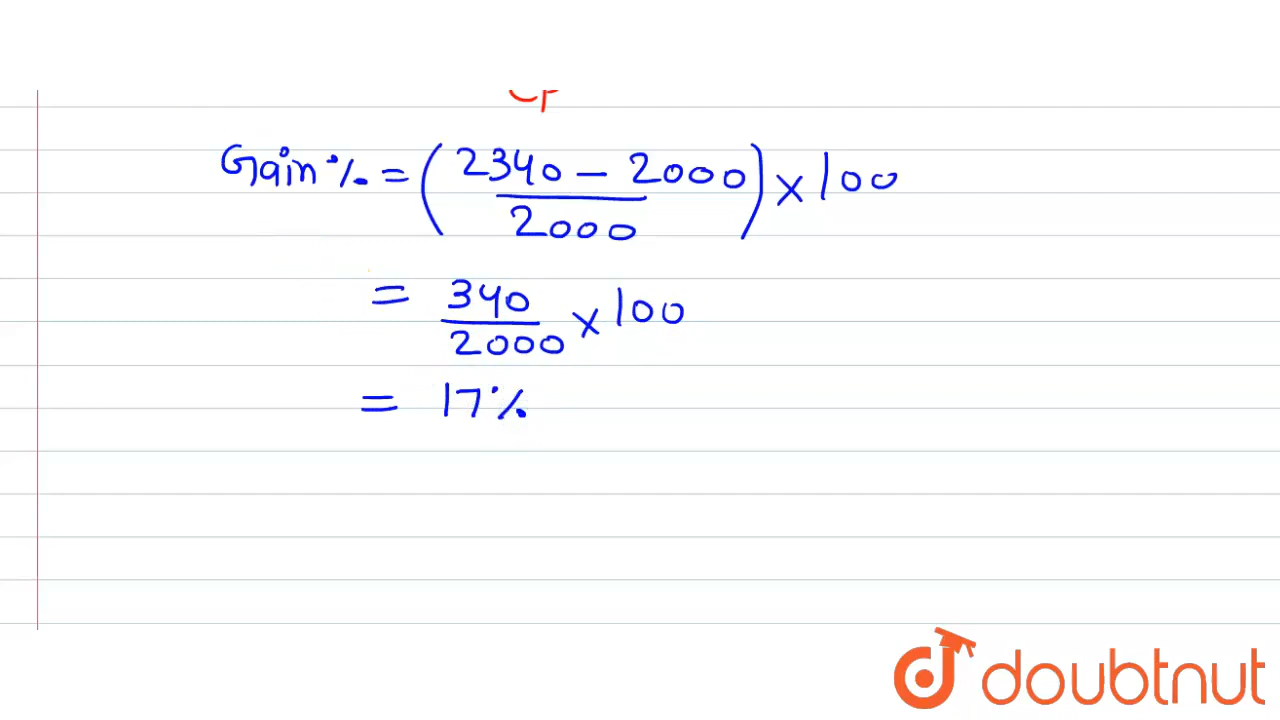 Gain % = (2340 - 2000 / 2000) x 100
= 340 / 2000 x 100
= 17%
doubtnut